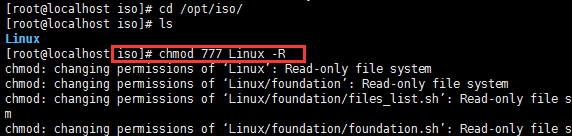 [root@localhost iso]# cd /opt/iso/
[root@localhost iso]# ls
Linux
[root@localhost iso]# chmod 777 Linux -R
chmod: changing permissions of ‘Linux’: Read-only file system
chmod: changing permissions of ‘Linux/foundation’: Read-only file system
chmod: changing permissions of ‘Linux/foundation/files_list.sh’: Read-only file syste
m
chmod: changing permissions of ‘Linux/foundation/foundation.sh’: Read-only file syste